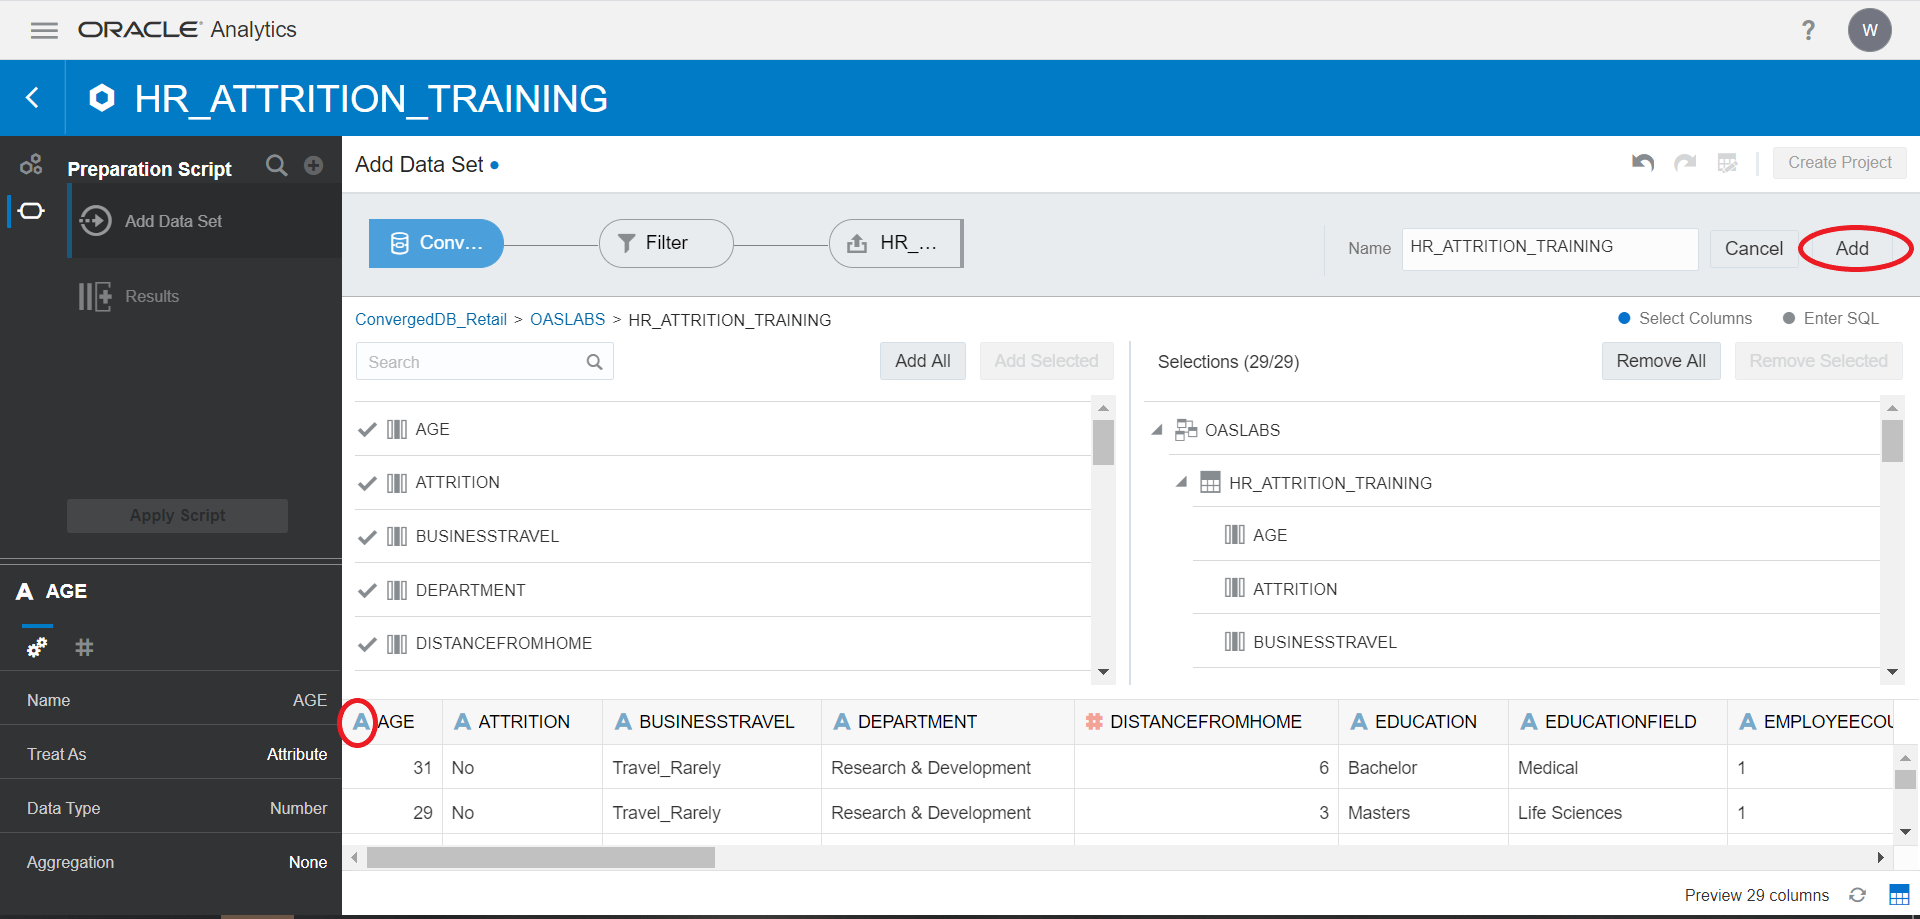 ORACLE Analytics
?
W
HR_ATTRITION_TRAINING
Preparation Script
Add Data Set
Results
Apply Script
A AGE
Name AGE
Treat As Attribute
Data Type Number
Aggregation None
Add Data Set
Create Project
Conv...
Filter
HR_...
Name HR_ATTRITION_TRAINING Cancel Add
ConvergedDB_Retail > OASLABS > HR_ATTRITION_TRAINING
Select Columns Enter SQL
Search Add All Add Selected
AGE
ATTRITION
BUSINESSTRAVEL
DEPARTMENT
DISTANCEFROMHOME
Selections (29/29) Remove All Remove Selected
OASLABS
HR_ATTRITION_TRAINING
AGE
ATTRITION
BUSINESSTRAVEL
A AGE A ATTRITION A BUSINESSTRAVEL A DEPARTMENT # DISTANCEFROMHOME A EDUCATION A EDUCATIONFIELD A EMPLOYEECOU
31 No Travel_Rarely Research & Development 6 Bachelor Medical 1
29 No Travel_Rarely Research & Development 3 Masters Life Sciences 1
Preview 29 columns